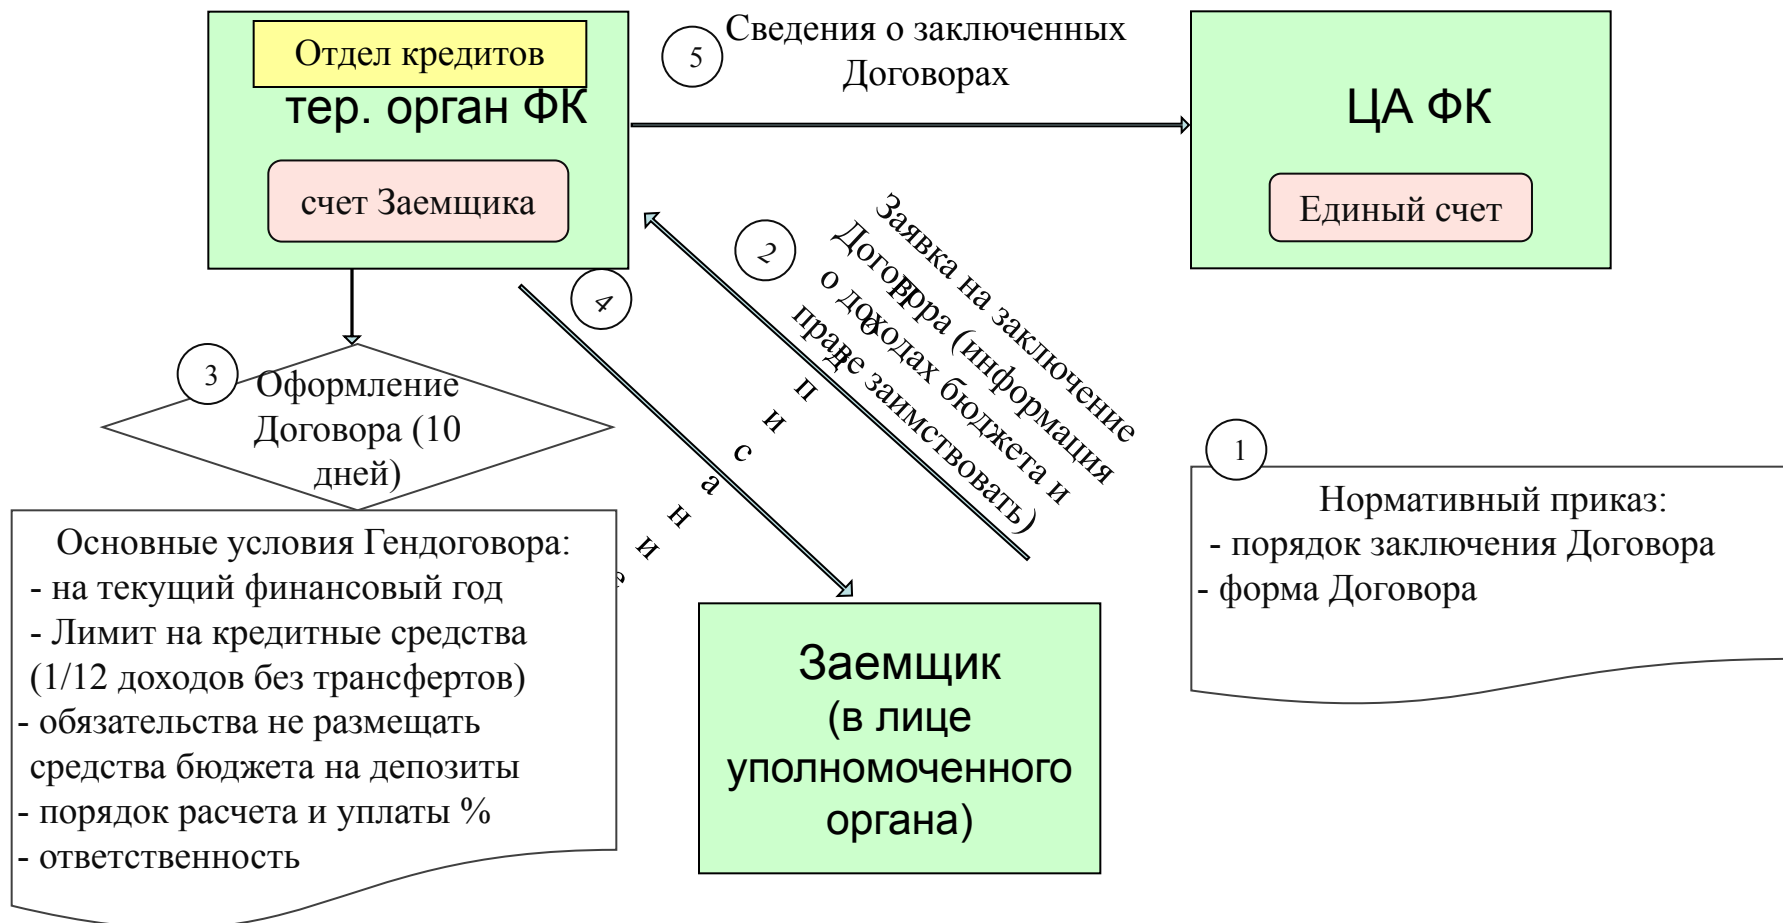 Отдел кредитов
тер. орган ФК
счет Заемщика
5
Сведения о заключенных
Договорах
ЦА ФК
Единый счет
2
Заявка на заключение
Договора (информация
о доходах бюджета и
праве заимствовать)
4
Подписание
3
Оформление
Договора (10
дней)
Основные условия Гендоговора:
- на текущий финансовый год
- Лимит на кредитные средства
(1/12 доходов без трансфертов)
- обязательства не размещать
средства бюджета на депозиты
- порядок расчета и уплаты %
- ответственность
Заемщик
(в лице
уполномоченного
органа)
1
Нормативный приказ:
- порядок заключения Договора
- форма Договора